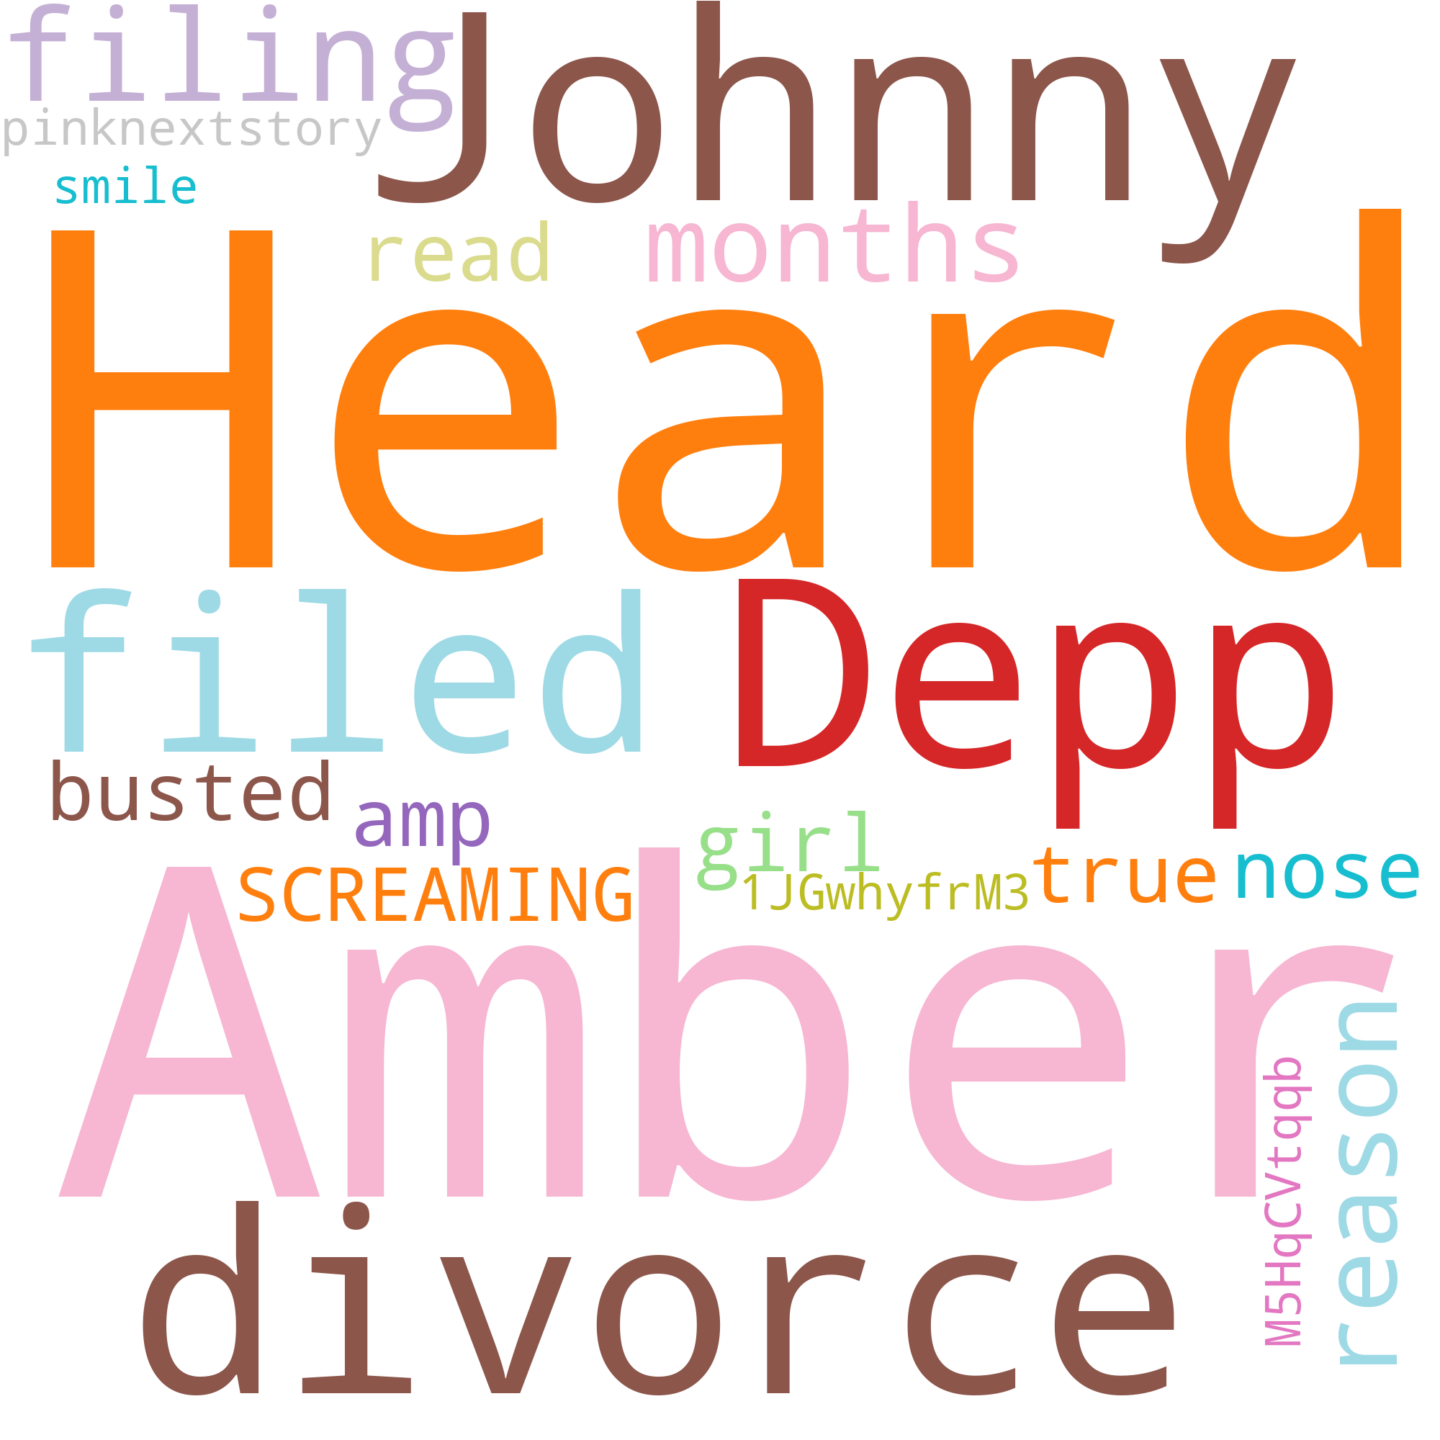 filing
Johnny
pinknextstory
smile
read
months
Heard
filed
Depp
busted
amp
girl
true
nose
SCREAMING
1JGwhyfrM3
Amber
reason
M5HqCVtqqb
divorce